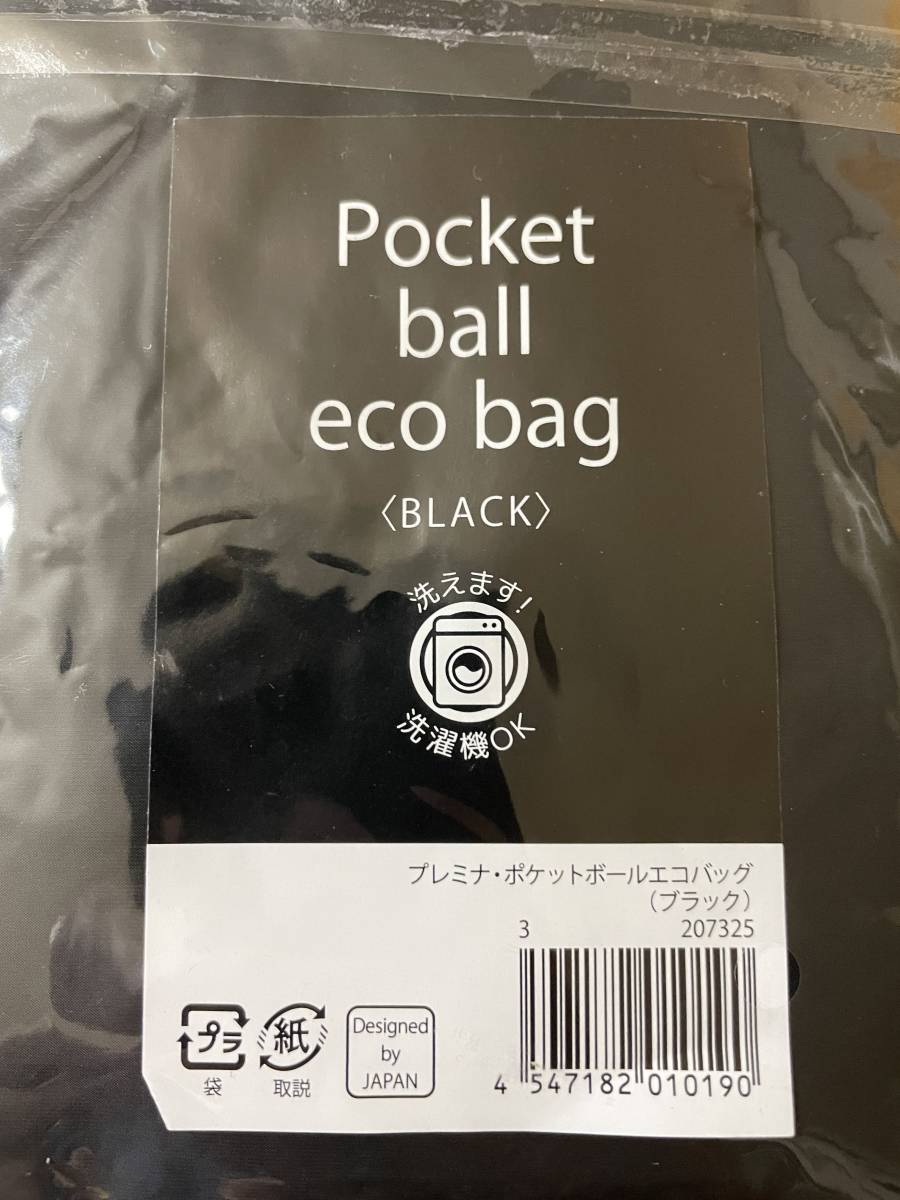 Pocket
ball
eco bag
〈BLACK〉
洗えます!
洗濯機OK
プレミナ・ポケットボールエコバッグ
(ブラック)
3 207325
プラ
袋
紙
取説
Designed
by
JAPAN
4 547182 010190